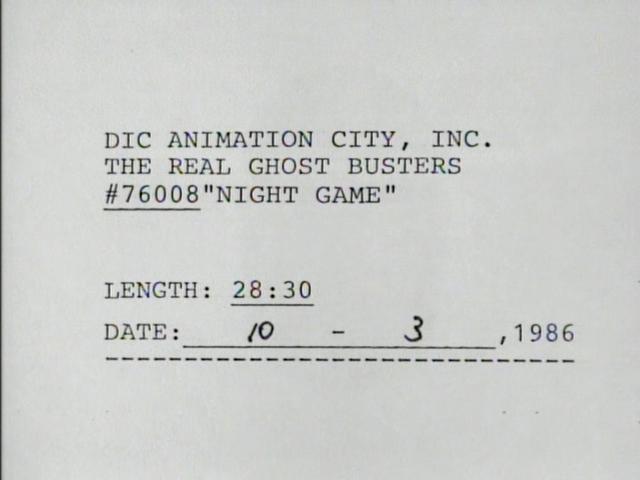 DIC ANIMATION CITY, INC.
THE REAL GHOST BUSTERS
#76008"NIGHT GAME"
LENGTH: 28:30
DATE: 10 - 3 ,1986